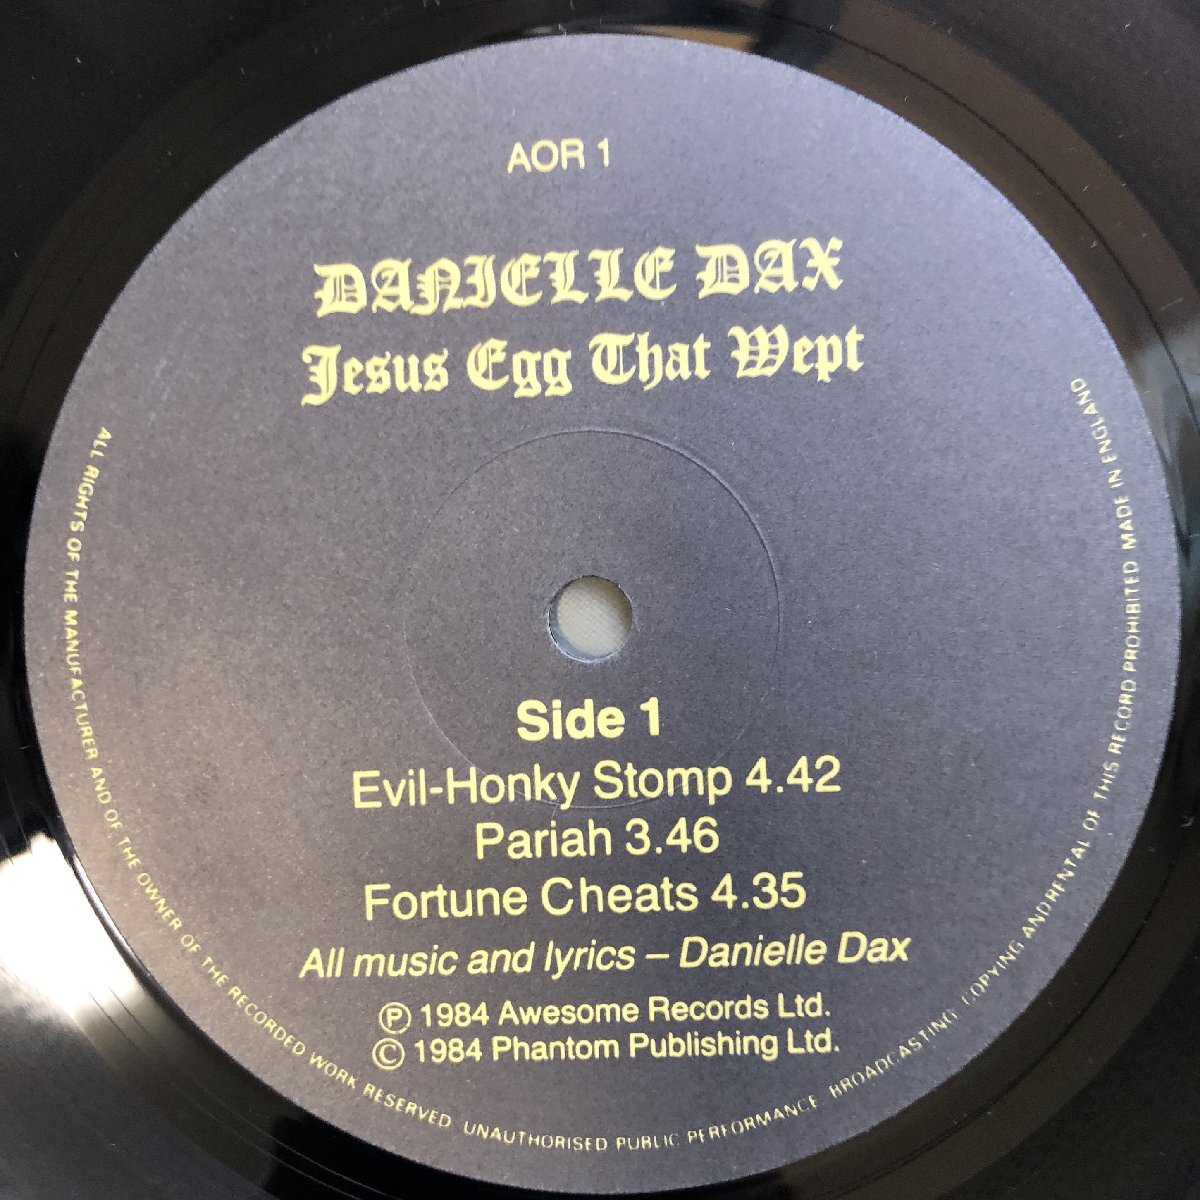 AOR 1
DANIELLE DAX
Jesus Egg That Wept
Side 1
Evil-Honky Stomp 4.42
Pariah 3.46
Fortune Cheats 4.35
All music and lyrics – Danielle Dax
Ⓟ 1984 Awesome Records Ltd.
© 1984 Phantom Publishing Ltd.
ALL RIGHTS OF THE MANUFACTURER AND OF THE OWNER OF THE RECORDED WORK RESERVED UNAUTHORISED PUBLIC PERFORMANCE BROADCASTING COPYING AND RENTAL OF THIS RECORD PROHIBITED MADE IN ENGLAND